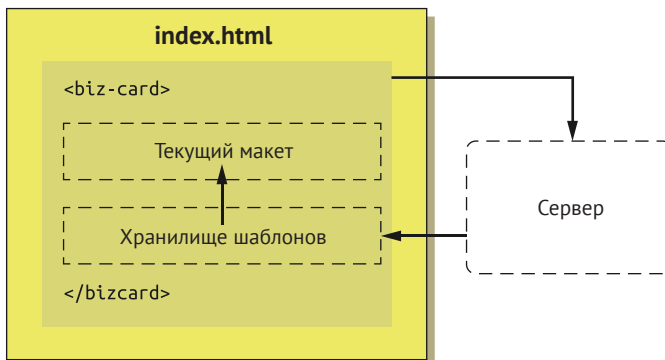 index.html
<biz-card>
Текущий макет
Хранилище шаблонов
</bizcard>
Сервер